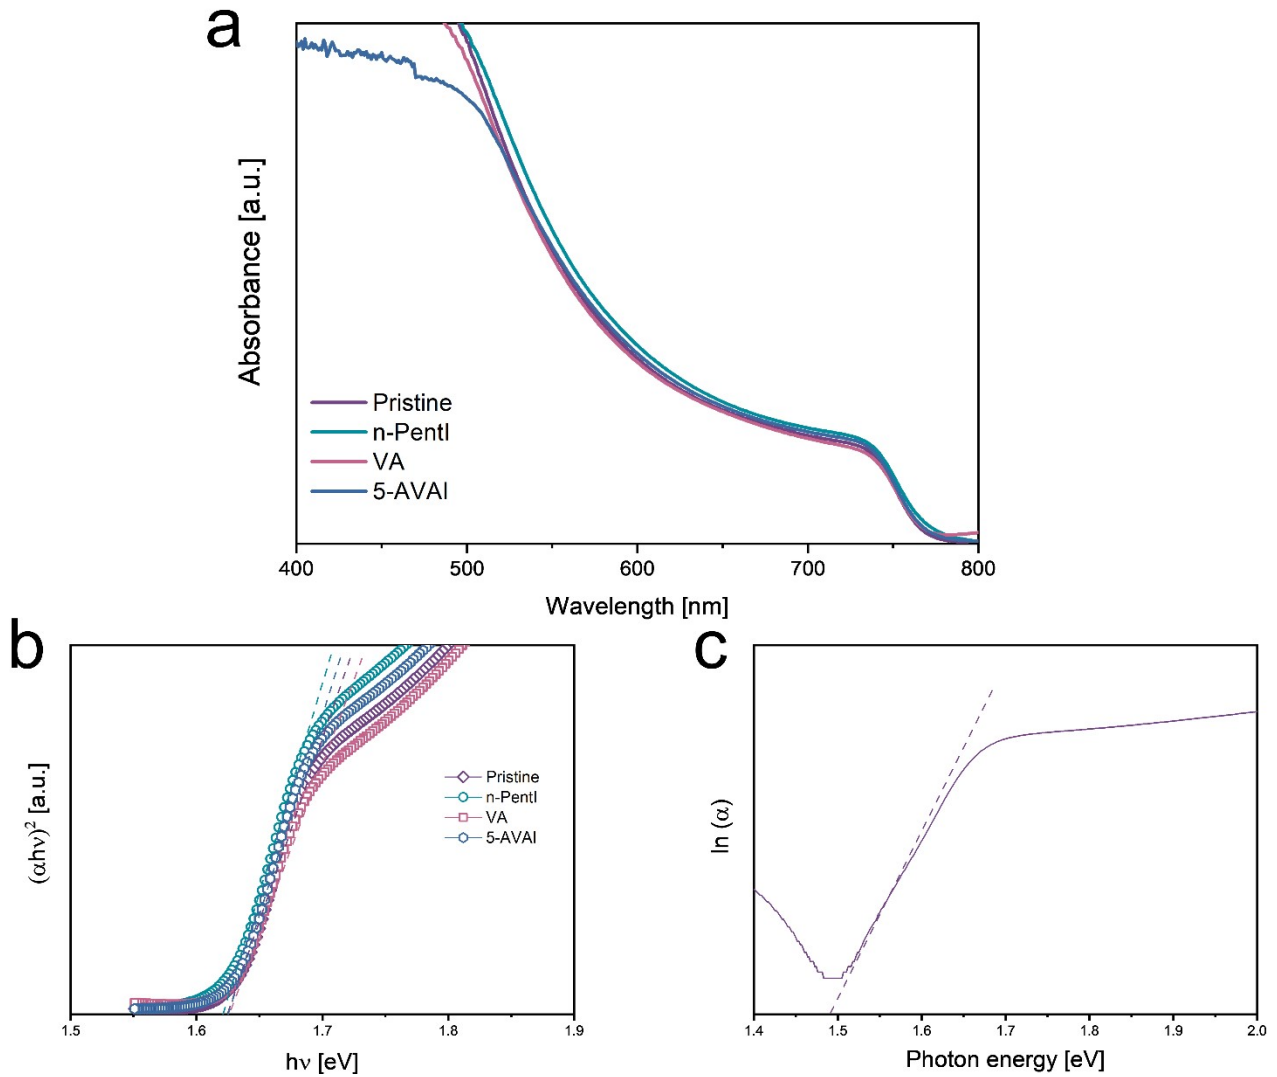 a
Absorbance [a.u.]
Pristine
n-PentI
VA
5-AVAI
400 500 600 700 800
Wavelength [nm]
b
(αhν)² [a.u.]
Pristine
n-PentI
VA
5-AVAI
1.5 1.6 1.7 1.8 1.9
hν [eV]
c
ln (α)
1.4 1.5 1.6 1.7 1.8 1.9 2.0
Photon energy [eV]